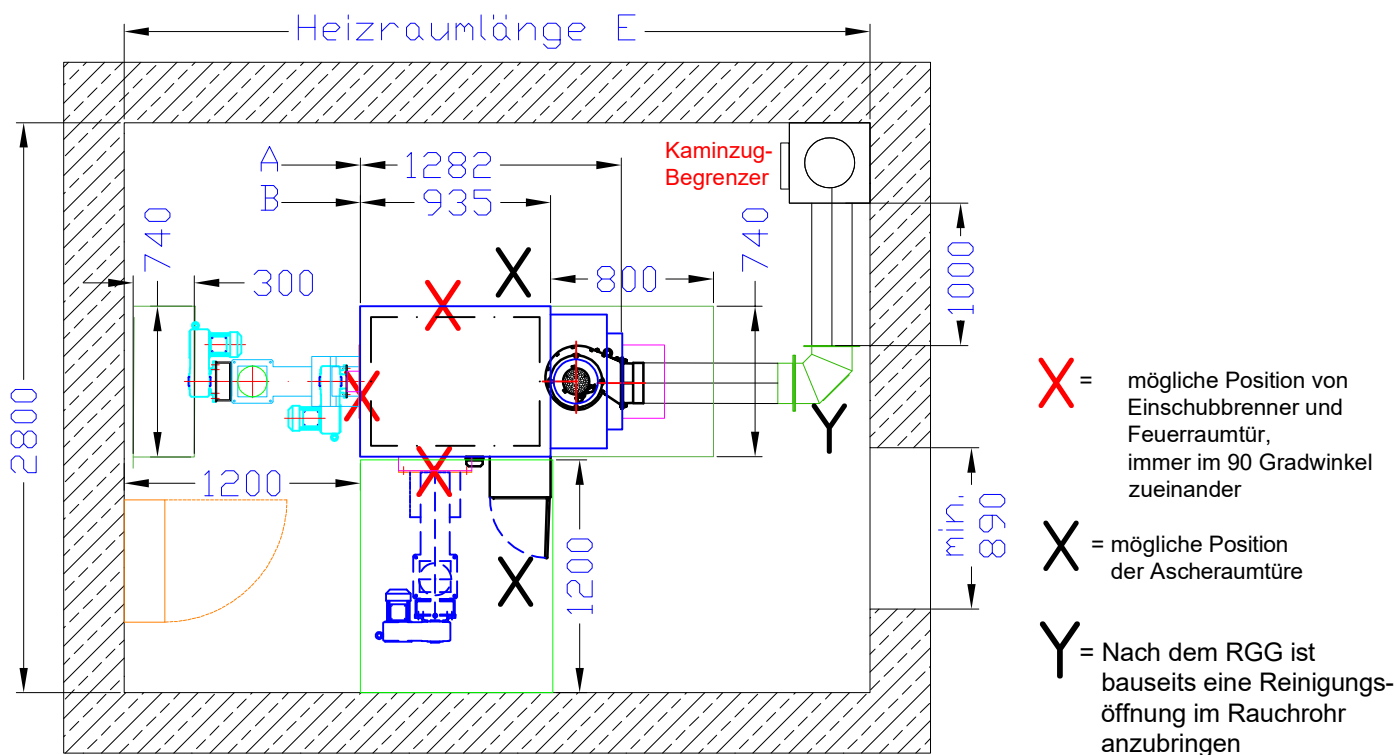 Heizraumlänge E
A
1282
Kaminzug-
Begrenzer
B
935
740
300
800
740
1000
2800
1200
1200
min.
890
X = mögliche Position von
Einschubbrenner und
Feuerraumtür,
immer im 90 Gradwinkel
zueinander
X = mögliche Position
der Ascheraumtüre
Y = Nach dem RGG ist
bauseits eine Reinigungs-
öffnung im Rauchrohr
anzubringen
X
X
X
X
X
Y